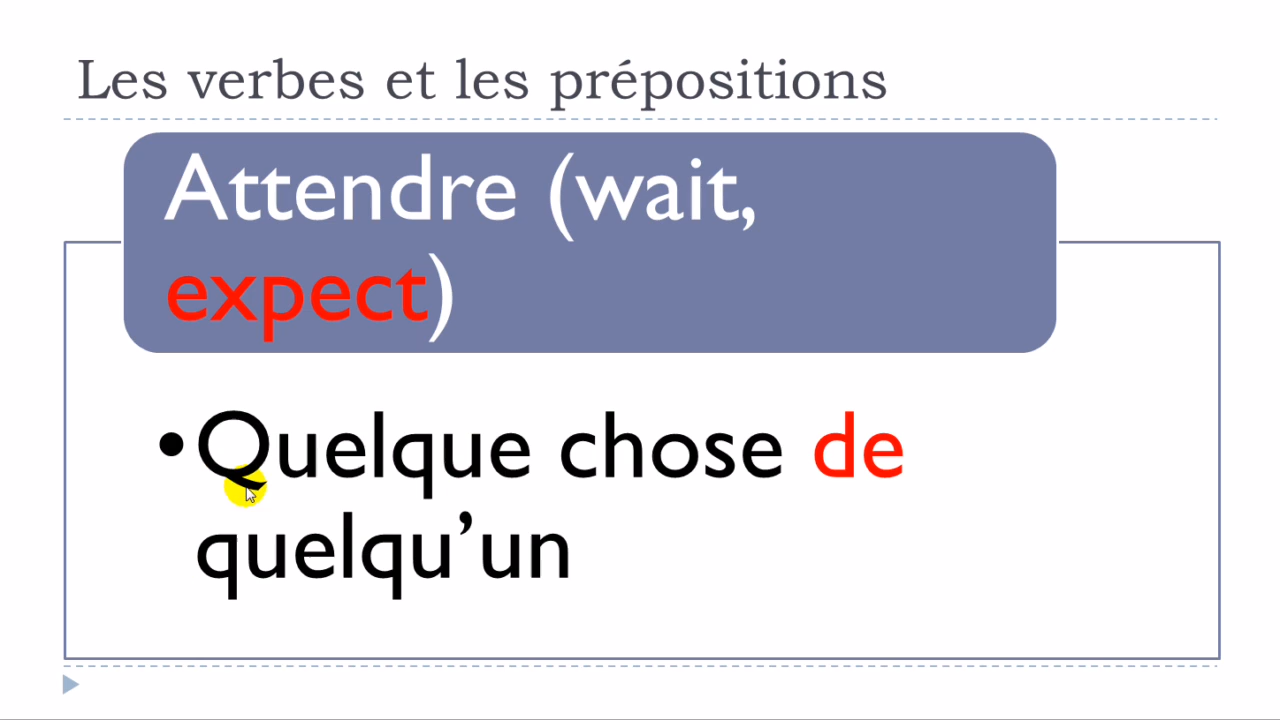 Les verbes et les prépositions
Attendre (wait,
expect)
•Quelque chose de
quelqu’un